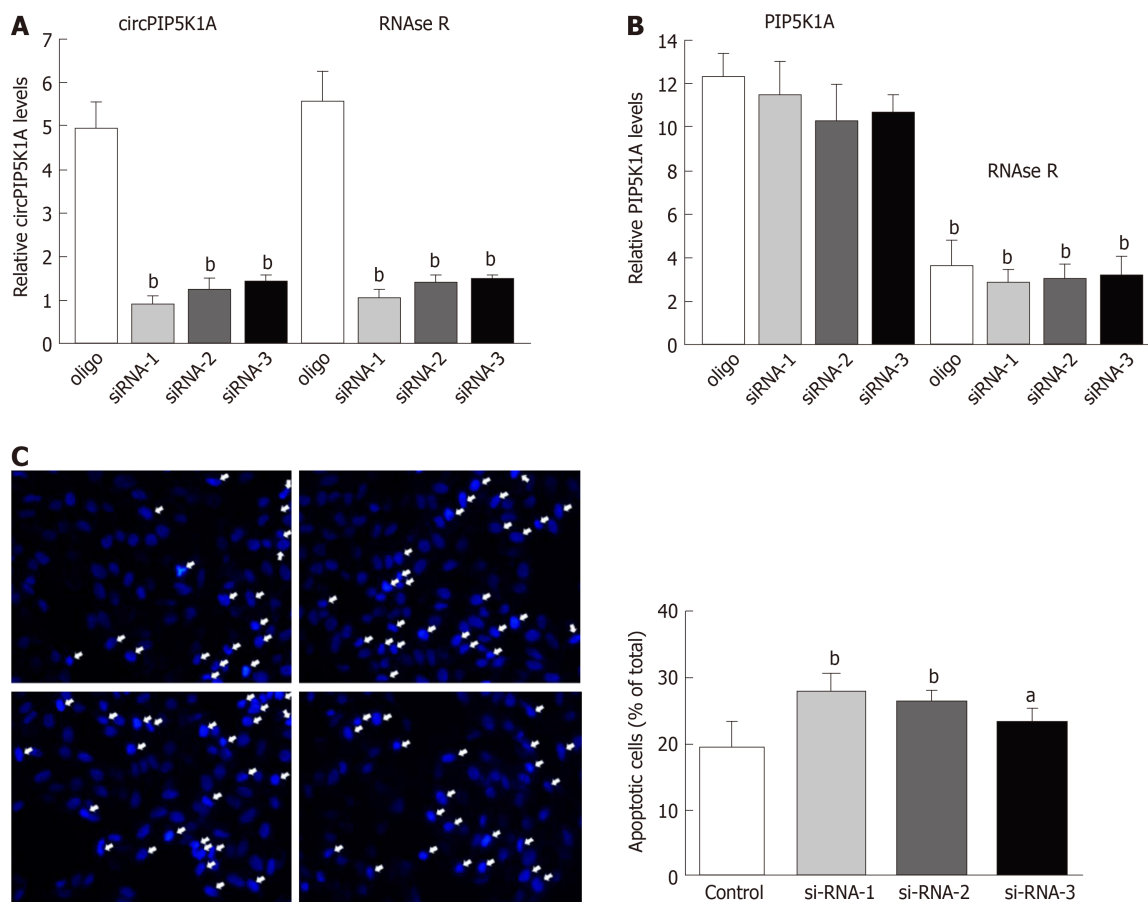 A
circPIP5K1A
RNAse R
Relative circPIP5K1A levels
7
6
5
4
3
2
1
0
b
b
b
b
b
b
oligo
siRNA-1
siRNA-2
siRNA-3
oligo
siRNA-1
siRNA-2
siRNA-3
B
PIP5K1A
RNAse R
Relative PIP5K1A levels
14
12
10
8
6
4
2
0
b
b
b
b
oligo
siRNA-1
siRNA-2
siRNA-3
oligo
siRNA-1
siRNA-2
siRNA-3
C
Apoptotic cells (% of total)
40
30
20
10
0
b
b
a
Control
si-RNA-1
si-RNA-2
si-RNA-3